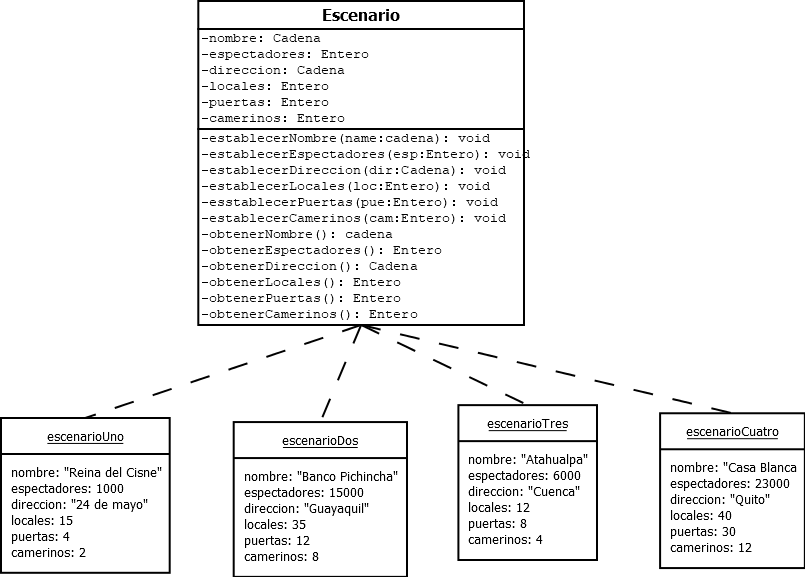 Escenario
-nombre: Cadena
-espectadores: Entero
-direccion: Cadena
-locales: Entero
-puertas: Entero
-camerinos: Entero
-establecerNombre(name:cadena): void
-establecerEspectadores(esp:Entero): void
-establecerDireccion(dir:Cadena): void
-establecerLocales(loc:Entero): void
-esstablecerPuertas(pue:Entero): void
-establecerCamerinos(cam:Entero): void
-obtenerNombre(): cadena
-obtenerEspectadores(): Entero
-obtenerDireccion(): Cadena
-obtenerLocales(): Entero
-obtenerPuertas(): Entero
-obtenerCamerinos(): Entero
escenarioUno
nombre: "Reina del Cisne"
espectadores: 1000
direccion: "24 de mayo"
locales: 15
puertas: 4
camerinos: 2
escenarioDos
nombre: "Banco Pichincha"
espectadores: 15000
direccion: "Guayaquil"
locales: 35
puertas: 12
camerinos: 8
escenarioTres
nombre: "Atahualpa"
espectadores: 6000
direccion: "Cuenca"
locales: 12
puertas: 8
camerinos: 4
escenarioCuatro
nombre: "Casa Blanca
espectadores: 23000
direccion: "Quito"
locales: 40
puertas: 30
camerinos: 12